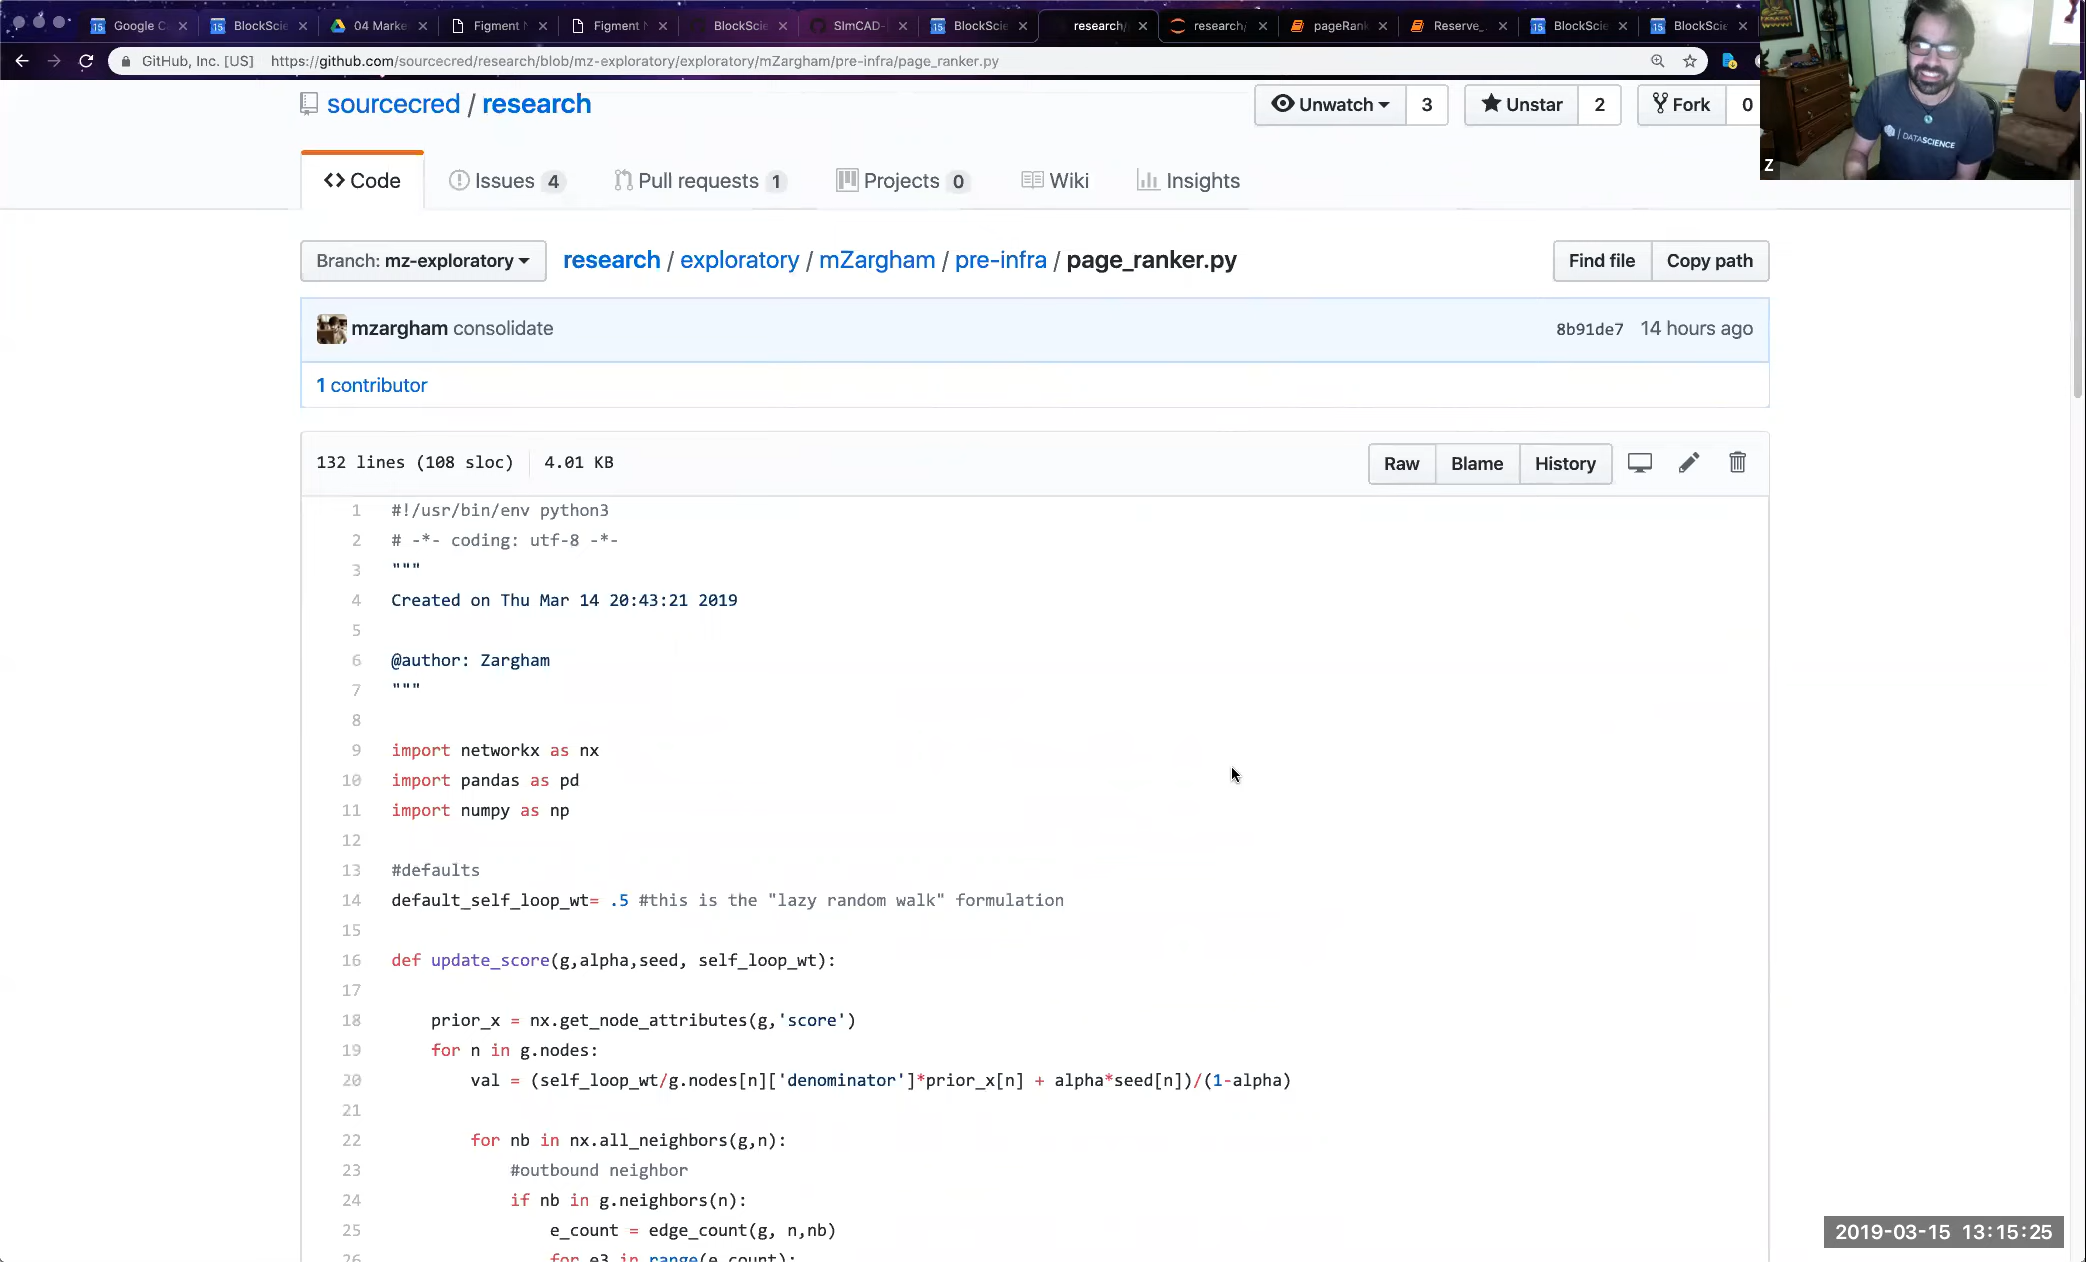 Google C BlockScie 04 Marke Figment N Figment N BlockScie SImCAD- BlockScie research/ research/ pageRank Reserve_ BlockScie BlockScie
GitHub, Inc. [US] https://github.com/sourcecred/research/blob/mz-exploratory/exploratory/mZargham/pre-infra/page_ranker.py
sourcecred / research
Unwatch 3 Unstar 2 Fork 0
DATASCIENCE
Z
Code Issues 4 Pull requests 1 Projects 0 Wiki Insights
Branch: mz-exploratory research / exploratory / mZargham / pre-infra / page_ranker.py Find file Copy path
mzargham consolidate 8b91de7 14 hours ago
1 contributor
132 lines (108 sloc) 4.01 KB Raw Blame History
1 #!/usr/bin/env python3
2 # -*- coding: utf-8 -*-
3 """
4 Created on Thu Mar 14 20:43:21 2019
5
6 @author: Zargham
7 """
8
9 import networkx as nx
10 import pandas as pd
11 import numpy as np
12
13 #defaults
14 default_self_loop_wt= .5 #this is the "lazy random walk" formulation
15
16 def update_score(g,alpha,seed, self_loop_wt):
17
18 prior_x = nx.get_node_attributes(g,'score')
19 for n in g.nodes:
20 val = (self_loop_wt/g.nodes[n]['denominator']*prior_x[n] + alpha*seed[n])/(1-alpha)
21
22 for nb in nx.all_neighbors(g,n):
23 #outbound neighbor
24 if nb in g.neighbors(n):
25 e_count = edge_count(g, n,nb)
26 for e3 in range(e_count):
2019-03-15 13:15:25